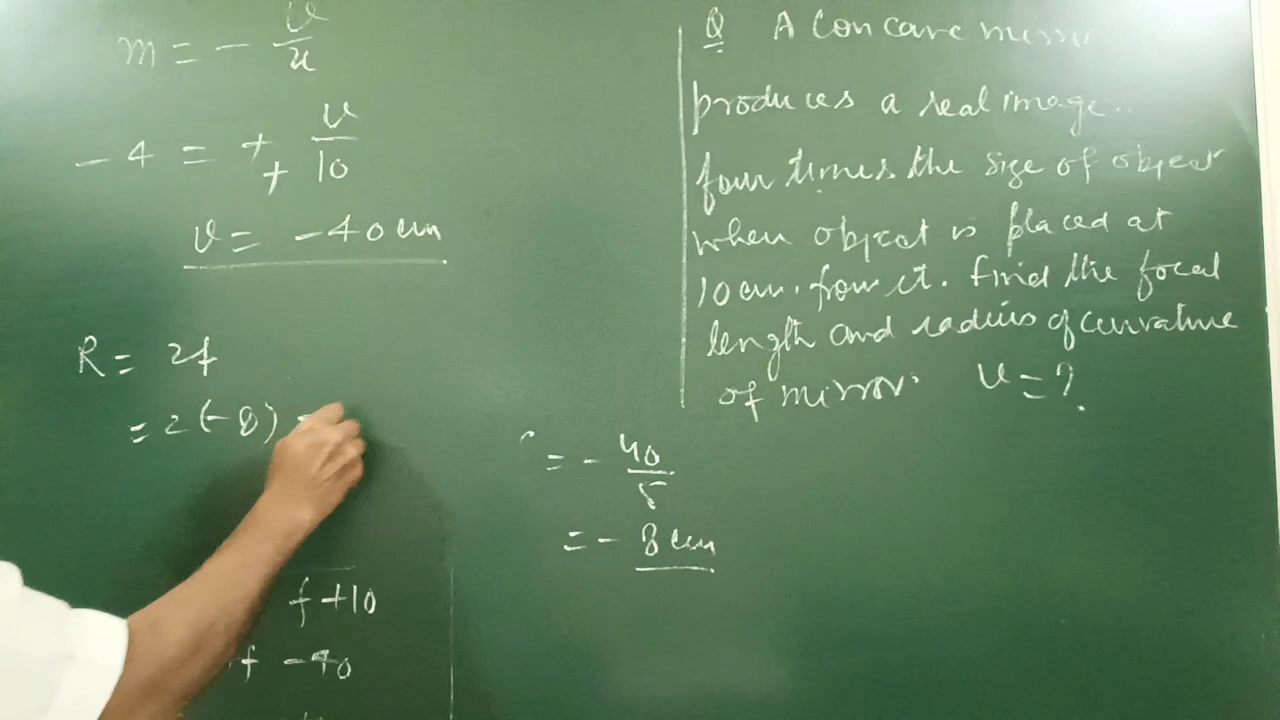 m = - v/u
-4 = + v/+10
v = -40 cm
R = 2f
= 2(-8)
f +10
f -40
Q A Concave mirror
produces a real image.
four times the size of object
when object is placed at
10 cm. from it. Find the focal
length and radius of curvature
of mirror. v = ?
= - 40/5
= - 8 cm